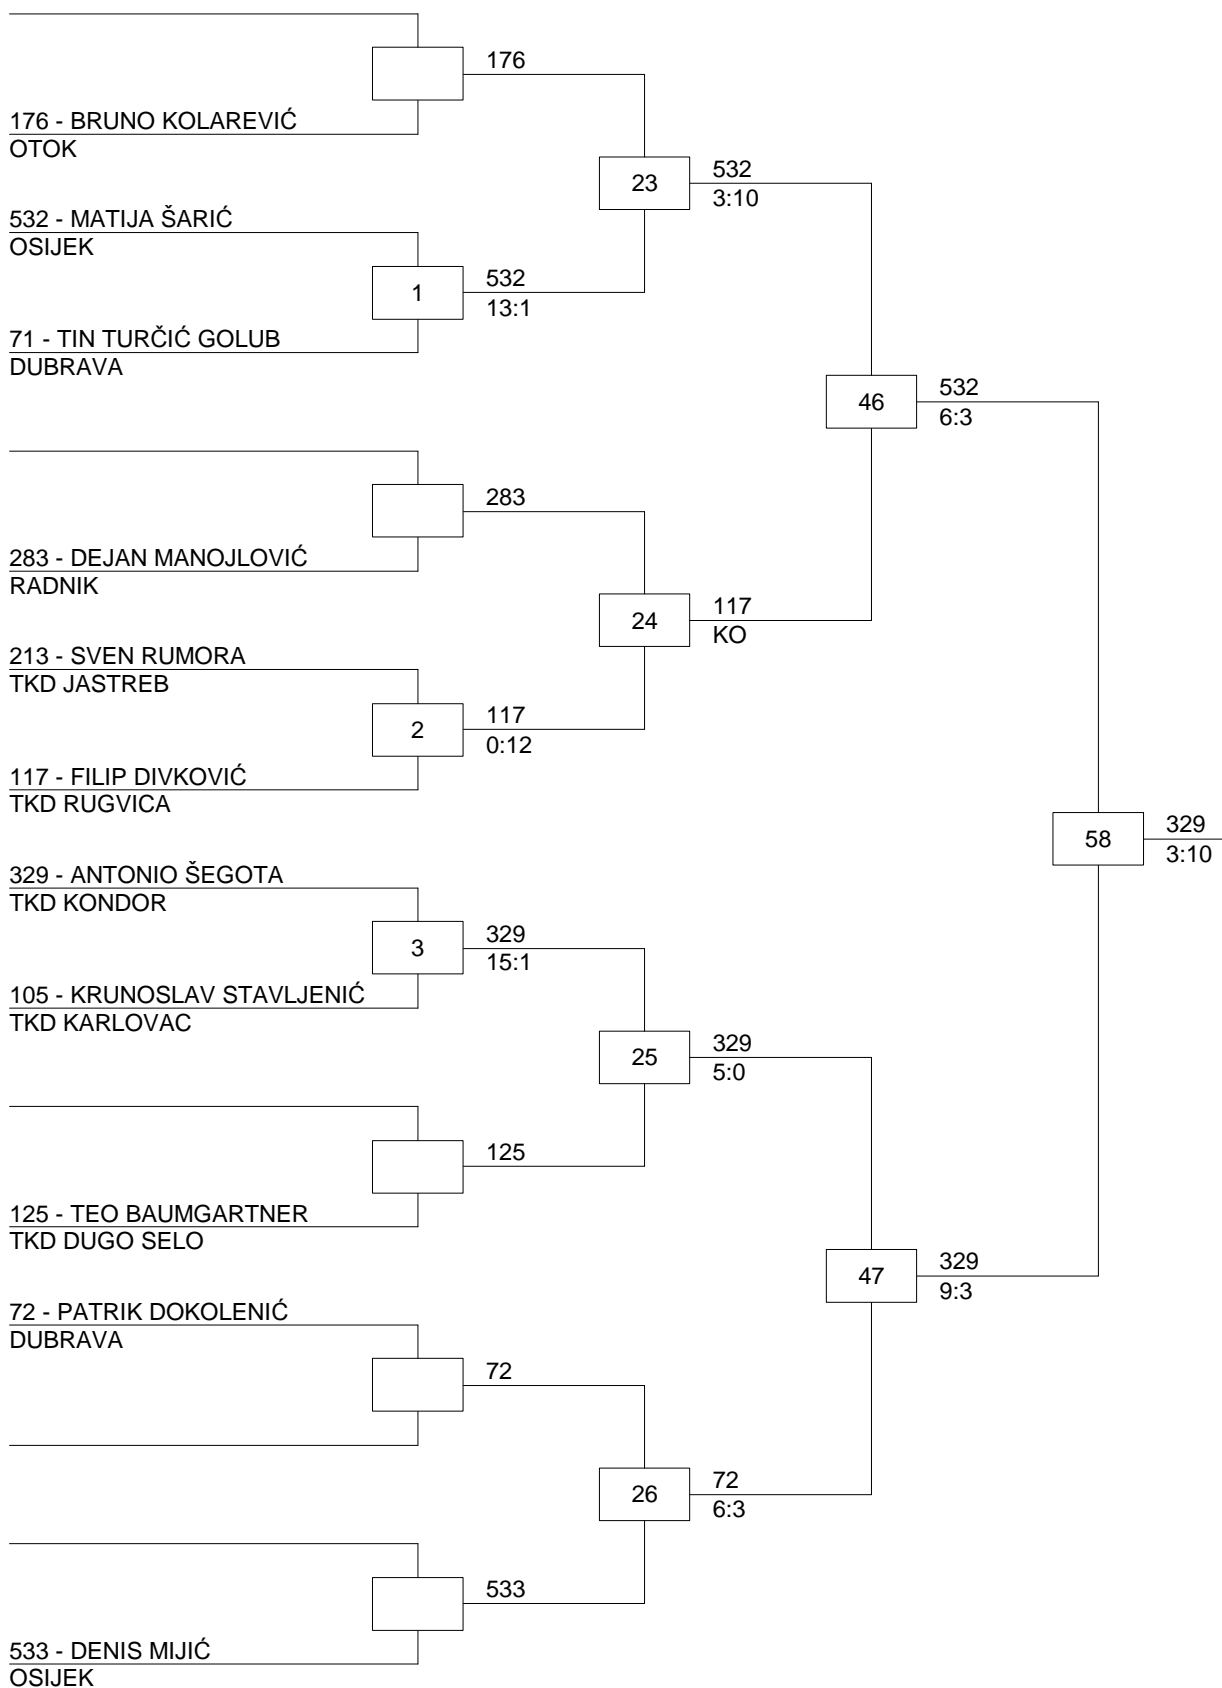 176
176 - BRUNO KOLAREVIĆ
OTOK
23
532
3:10
532 - MATIJA ŠARIĆ
OSIJEK
1
532
13:1
71 - TIN TURČIĆ GOLUB
DUBRAVA
46
532
6:3
283
283 - DEJAN MANOJLOVIĆ
RADNIK
24
117
KO
213 - SVEN RUMORA
TKD JASTREB
2
117
0:12
117 - FILIP DIVKOVIĆ
TKD RUGVICA
58
329
3:10
329 - ANTONIO ŠEGOTA
TKD KONDOR
3
329
15:1
105 - KRUNOSLAV STAVLJENIĆ
TKD KARLOVAC
25
329
5:0
125
125 - TEO BAUMGARTNER
TKD DUGO SELO
47
329
9:3
72 - PATRIK DOKOLENIĆ
DUBRAVA
72
26
72
6:3
533
533 - DENIS MIJIĆ
OSIJEK